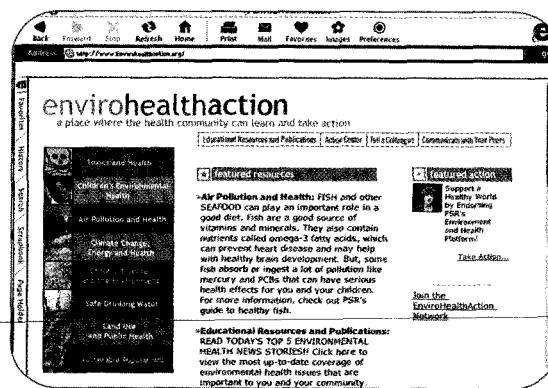 Back Forward Stop Refresh Home Print Mail Favorites Images Preferences
Address http://www.envirohealthaction.org/
Favorites
History
Search
Scrapbook
Page Holder
envirohealthaction
a place where the health community can learn and take action
Educational Resources and Publications Action Center Tell a Colleague Communicate with Your Peers
Toxics and Health
Children's Environmental
Health
Air Pollution and Health
Climate Change,
Energy and Health
Safe Drinking Water
Land Use
and Public Health
Vulnerable Populations
featured resources
»Air Pollution and Health: FISH and other
SEAFOOD can play an important role in a
good diet. Fish are a good source of
vitamins and minerals. They also contain
nutrients called omega-3 fatty acids, which
can prevent heart disease and may help
with healthy brain development. But, some
fish absorb or ingest a lot of pollution like
mercury and PCBs that can have serious
health effects for you and your children.
For more information, check out PSR's
guide to healthy fish.
»Educational Resources and Publications:
READ TODAY'S TOP 5 ENVIRONMENTAL
HEALTH NEWS STORIES!! Click here to
view the most up-to-date coverage of
environmental health issues that are
important to you and your community
featured action
Support a
Healthy World
by Endorsing
PSR's
Environment
and Health
Platform!
Take Action...
Join the
EnviroHealthAction
Network